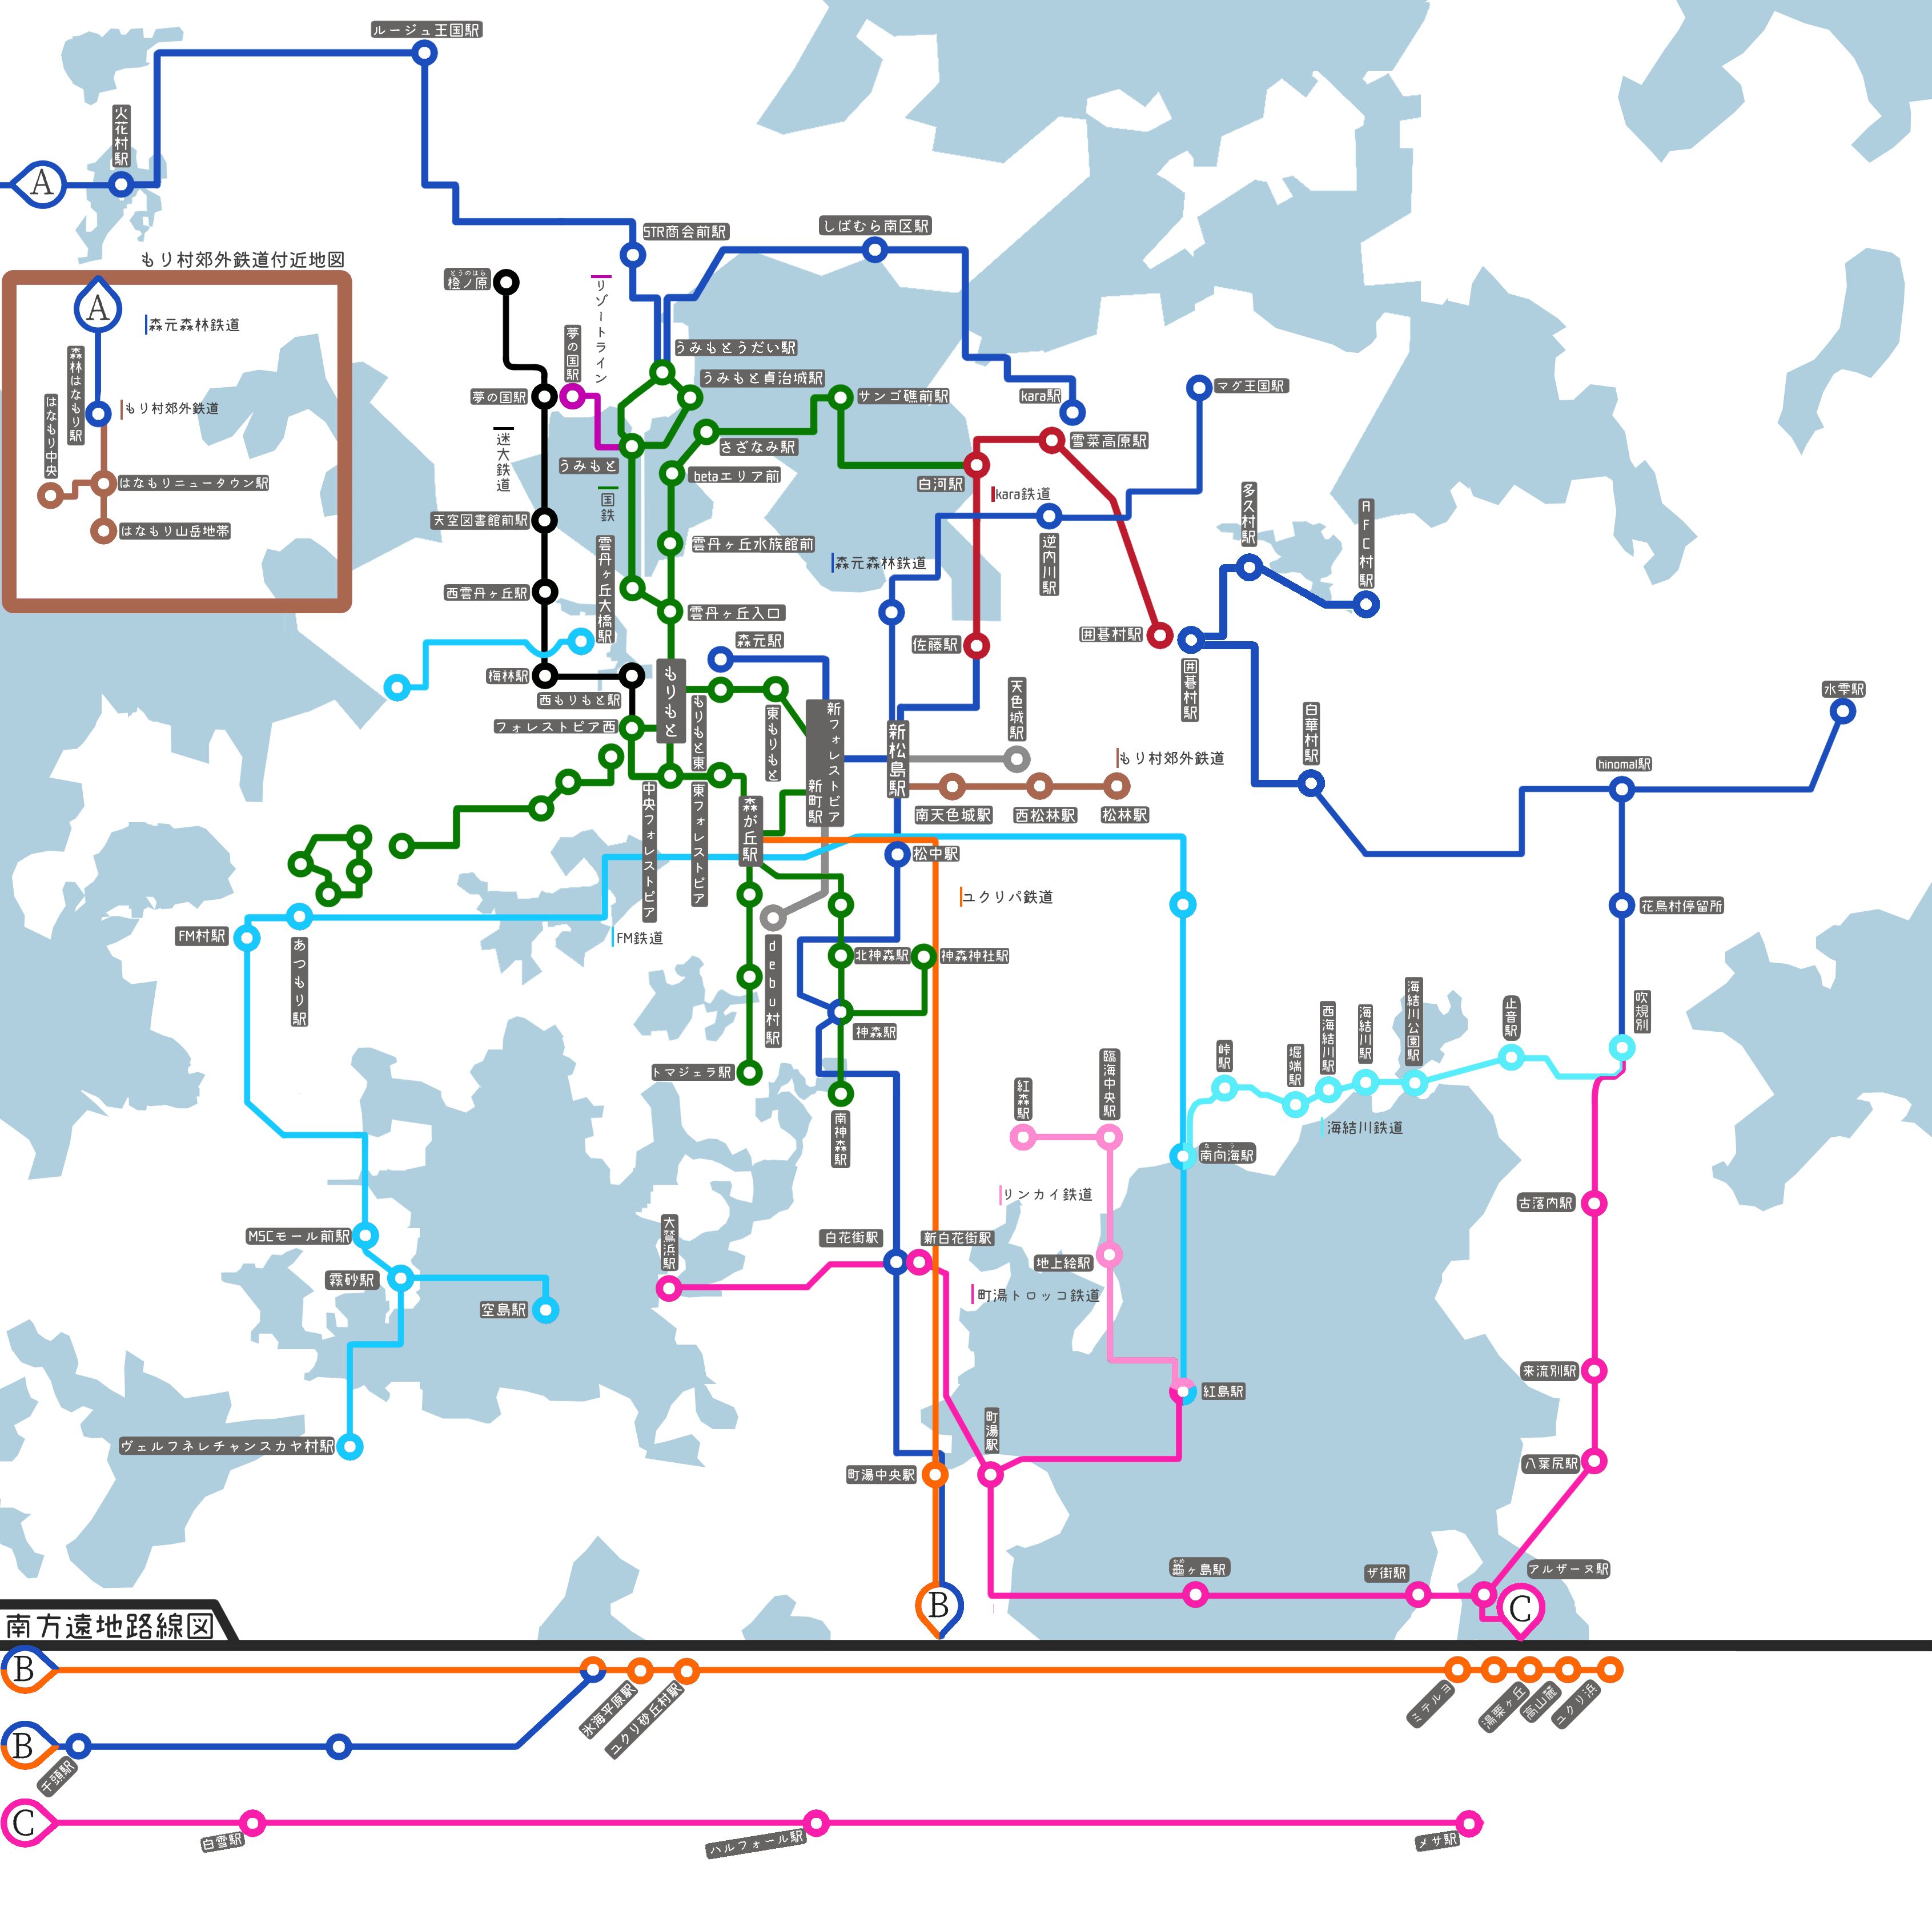 ルージュ王国駅
火花村駅
A
STR商会前駅
しばむら南区駅
もり村郊外鉄道付近地図
A
森元森林鉄道
森林はなもり駅
はなもり中央
もり村郊外鉄道
はなもりニュータウン駅
はなもり山岳地帯
とうのはら
桧ノ原
リゾートライン
夢の国駅
夢の国駅
うみもとうだい駅
うみもと貞治城駅
サンゴ礁前駅
kara駅
マグ王国駅
迷大鉄道
うみもと
さざなみ駅
betaエリア前
白河駅
雪菜高原駅
kara鉄道
国鉄
天空図書館前駅
雲丹ヶ丘大橋駅
雲丹ヶ丘水族館前
森元森林鉄道
逆内川駅
多久村駅
AFC村駅
西雲丹ヶ丘駅
雲丹ヶ丘入口
森元駅
佐藤駅
囲碁村駅
囲碁村駅
梅林駅
西もりもと駅
もりもと
もりもと東
東もりもと
新フォレストピア
新町駅
新松島駅
天色城駅
もり村郊外鉄道
白華村駅
hinomal駅
水雫駅
フォレストピア西
中央フォレストピア
東フォレストピア
森が丘駅
南天色城駅
西松林駅
松林駅
松中駅
ユクリパ鉄道
花鳥村停留所
FM村駅
あつもり駅
FM鉄道
debu村駅
北神森駅
神森神社駅
神森駅
トマジェラ駅
南神森駅
紅森駅
臨海中央駅
峠駅
堀端駅
西海結川駅
海結川駅
海結川公園駅
止音駅
吹規別
海結川鉄道
なこう
南向海駅
リンカイ鉄道
古落内駅
MSCモール前駅
霧砂駅
空島駅
大鷲浜駅
白花街駅
新白花街駅
地上絵駅
町湯トロッコ鉄道
紅島駅
来流別駅
ヴェルフネレチャンスカヤ村駅
町湯駅
町湯中央駅
八葉尻駅
かめ
龜ヶ島駅
ザ街駅
アルザーヌ駅
B
C
南方遠地路線図
B
氷海平原駅
ユクリ砂丘村駅
ミテルヨ
湯栗ヶ丘
高山麓
ユクリ浜
B
千頭駅
C
白雪駅
ハルフォール駅
メサ駅